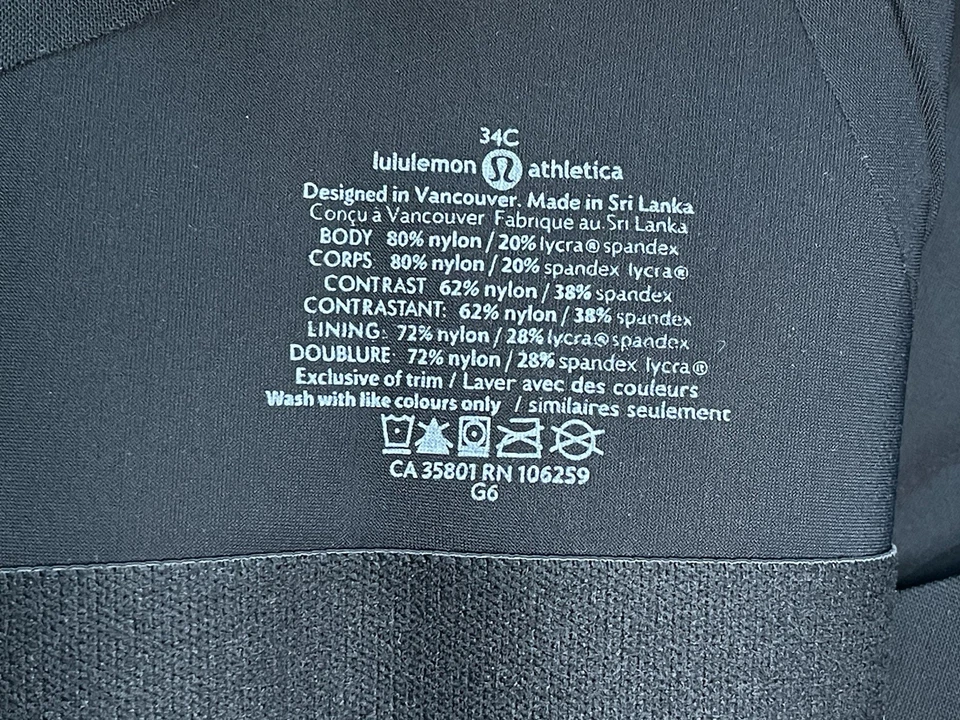 34C
lululemon athletica
Designed in Vancouver. Made in Sri Lanka
Conçu à Vancouver Fabrique au Sri Lanka
BODY 80% nylon / 20% lycra® spandex
CORPS 80% nylon / 20% spandex lycra®
CONTRAST 62% nylon / 38% spandex
CONTRASTANT: 62% nylon / 38% spandex
LINING: 72% nylon / 28% lycra® spandex
DOUBLURE: 72% nylon / 28% spandex lycra®
Exclusive of trim / Laver avec des couleurs
Wash with like colours only / similaires seulement
CA 35801 RN 106259
G6